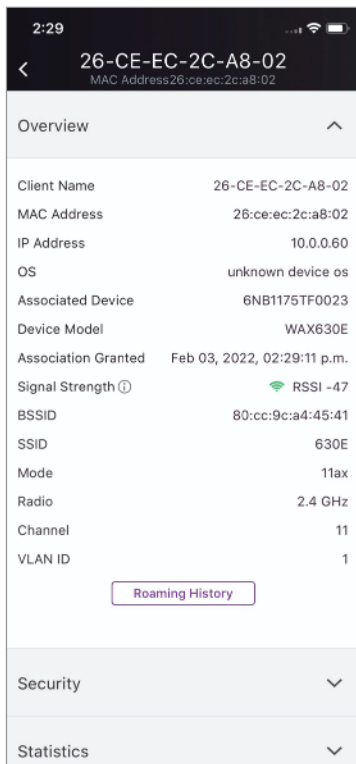 2:29
26-CE-EC-2C-A8-02
MAC Address26:ce:ec:2c:a8:02
Overview
Client Name 26-CE-EC-2C-A8-02
MAC Address 26:ce:ec:2c:a8:02
IP Address 10.0.0.60
OS unknown device os
Associated Device 6NB1175TF0023
Device Model WAX630E
Association Granted Feb 03, 2022, 02:29:11 p.m.
Signal Strength RSSI -47
BSSID 80:cc:9c:a4:45:41
SSID 630E
Mode 11ax
Radio 2.4 GHz
Channel 11
VLAN ID 1
Roaming History
Security
Statistics